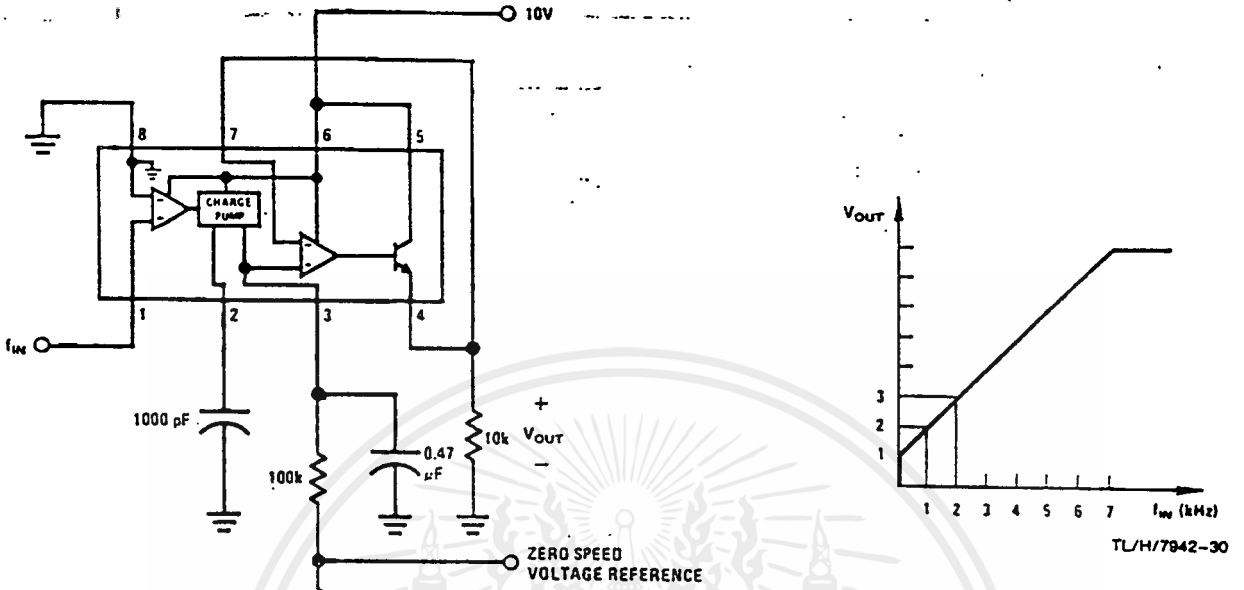 10V
8 7 6 5
CHARGE
PUMP
1 2 3 4
fIN
1000 pF
100k
0.47
µF
10k
+
VOUT
−
ZERO SPEED
VOLTAGE REFERENCE
VOUT
3
2
1
1 2 3 4 5 6 7
fIN (kHz)
TL/H/7942-30